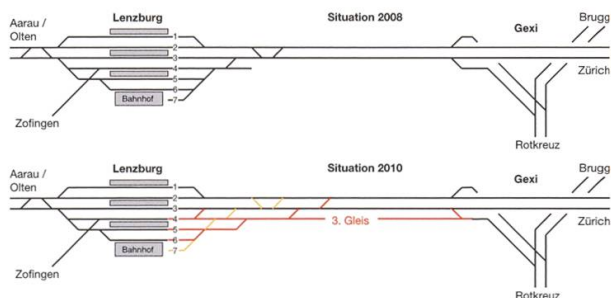 Aarau /
Olten
Lenzburg
Situation 2008
Gexi
Brugg
1
2
3
4
5
6
7
Bahnhof
Zürich
Zofingen
Rotkreuz
Aarau /
Olten
Lenzburg
Situation 2010
Gexi
Brugg
1
2
3
4
5
6
7
3. Gleis
Bahnhof
Zürich
Zofingen
Rotkreuz